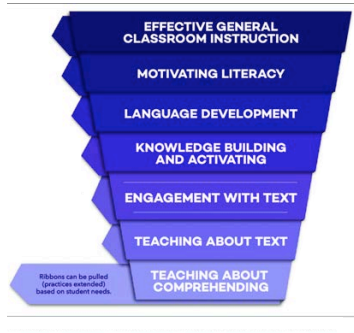 EFFECTIVE GENERAL
CLASSROOM INSTRUCTION
MOTIVATING LITERACY
LANGUAGE DEVELOPMENT
KNOWLEDGE BUILDING
AND ACTIVATING
ENGAGEMENT WITH TEXT
TEACHING ABOUT TEXT
Ribbons can be pulled
(practices extended)
based on student needs.
TEACHING ABOUT
COMPREHENDING